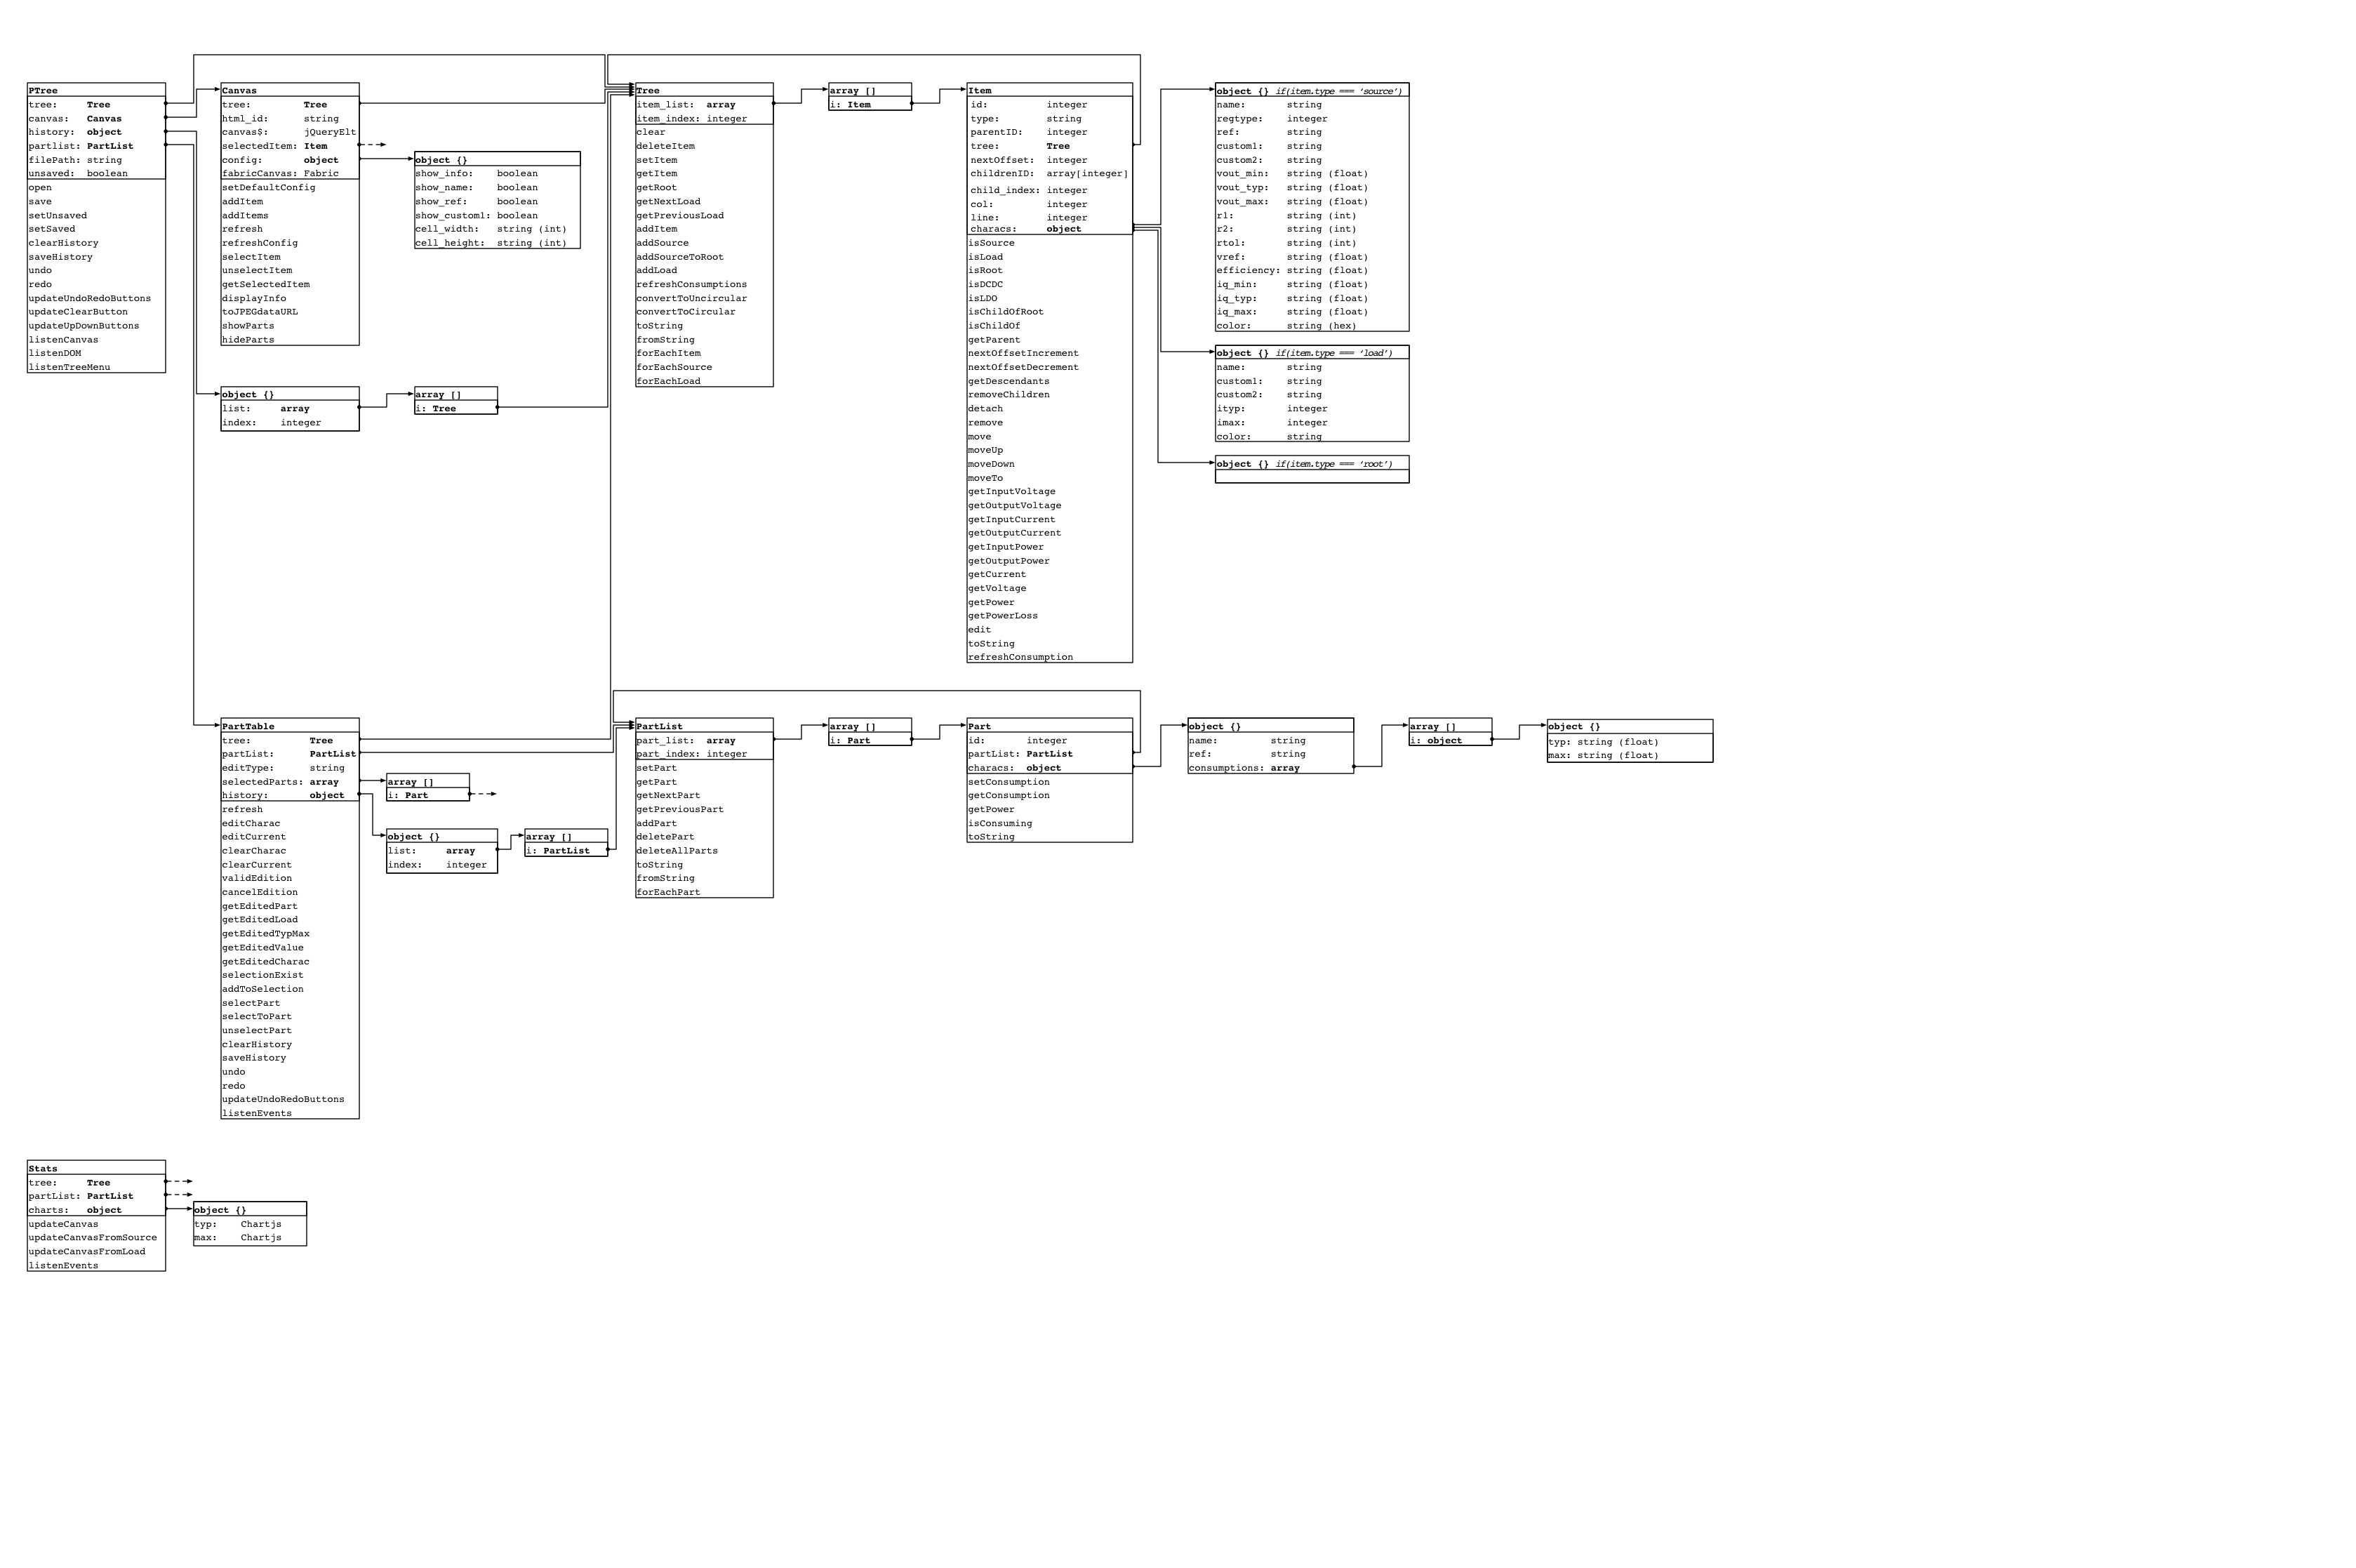 PTree
tree: Tree
canvas: Canvas
history: object
partlist: PartList
filePath: string
unsaved: boolean
open
save
setUnsaved
setSaved
clearHistory
saveHistory
undo
redo
updateUndoRedoButtons
updateClearButton
updateUpDownButtons
listenCanvas
listenDOM
listenTreeMenu
Canvas
tree: Tree
html_id: string
canvas$: jQueryElt
selectedItem: Item
config: object
fabricCanvas: Fabric
setDefaultConfig
addItem
addItems
refresh
refreshConfig
selectItem
unselectItem
getSelectedItem
displayInfo
toJPEGdataURL
showParts
hideParts
object {}
show_info: boolean
show_name: boolean
show_ref: boolean
show_custom1: boolean
cell_width: string (int)
cell_height: string (int)
object {}
list: array
index: integer
array []
i: Tree
Tree
item_list: array
item_index: integer
clear
deleteItem
setItem
getItem
getRoot
getNextLoad
getPreviousLoad
addItem
addSource
addSourceToRoot
addLoad
refreshConsumptions
convertToUncircular
convertToCircular
toString
fromString
forEachItem
forEachSource
forEachLoad
array []
i: Item
Item
id: integer
type: string
parentID: integer
tree: Tree
nextOffset: integer
childrenID: array[integer]
child_index: integer
col: integer
line: integer
characs: object
isSource
isLoad
isRoot
isDCDC
isLDO
isChildOfRoot
isChildOf
getParent
nextOffsetIncrement
nextOffsetDecrement
getDescendants
removeChildren
detach
remove
move
moveUp
moveDown
moveTo
getInputVoltage
getOutputVoltage
getInputCurrent
getOutputCurrent
getInputPower
getOutputPower
getCurrent
getVoltage
getPower
getPowerLoss
edit
toString
refreshConsumption
object {} if(item.type === ‘source’)
name: string
regtype: integer
ref: string
custom1: string
custom2: string
vout_min: string (float)
vout_typ: string (float)
vout_max: string (float)
r1: string (int)
r2: string (int)
rtol: string (int)
vref: string (float)
efficiency: string (float)
iq_min: string (float)
iq_typ: string (float)
iq_max: string (float)
color: string (hex)
object {} if(item.type === ‘load’)
name: string
custom1: string
custom2: string
ityp: integer
imax: integer
color: string
object {} if(item.type === ‘root’)
PartTable
tree: Tree
partList: PartList
editType: string
selectedParts: array
history: object
refresh
editCharac
editCurrent
clearCharac
clearCurrent
validEdition
cancelEdition
getEditedPart
getEditedLoad
getEditedTypMax
getEditedValue
getEditedCharac
selectionExist
addToSelection
selectPart
selectToPart
unselectPart
clearHistory
saveHistory
undo
redo
updateUndoRedoButtons
listenEvents
array []
i: Part
object {}
list: array
index: integer
array []
i: PartList
PartList
part_list: array
part_index: integer
setPart
getPart
getNextPart
getPreviousPart
addPart
deletePart
deleteAllParts
toString
fromString
forEachPart
array []
i: Part
Part
id: integer
partList: PartList
characs: object
setConsumption
getConsumption
getPower
isConsuming
toString
object {}
name: string
ref: string
consumptions: array
array []
i: object
object {}
typ: string (float)
max: string (float)
Stats
tree: Tree
partList: PartList
charts: object
updateCanvas
updateCanvasFromSource
updateCanvasFromLoad
listenEvents
object {}
typ: Chartjs
max: Chartjs